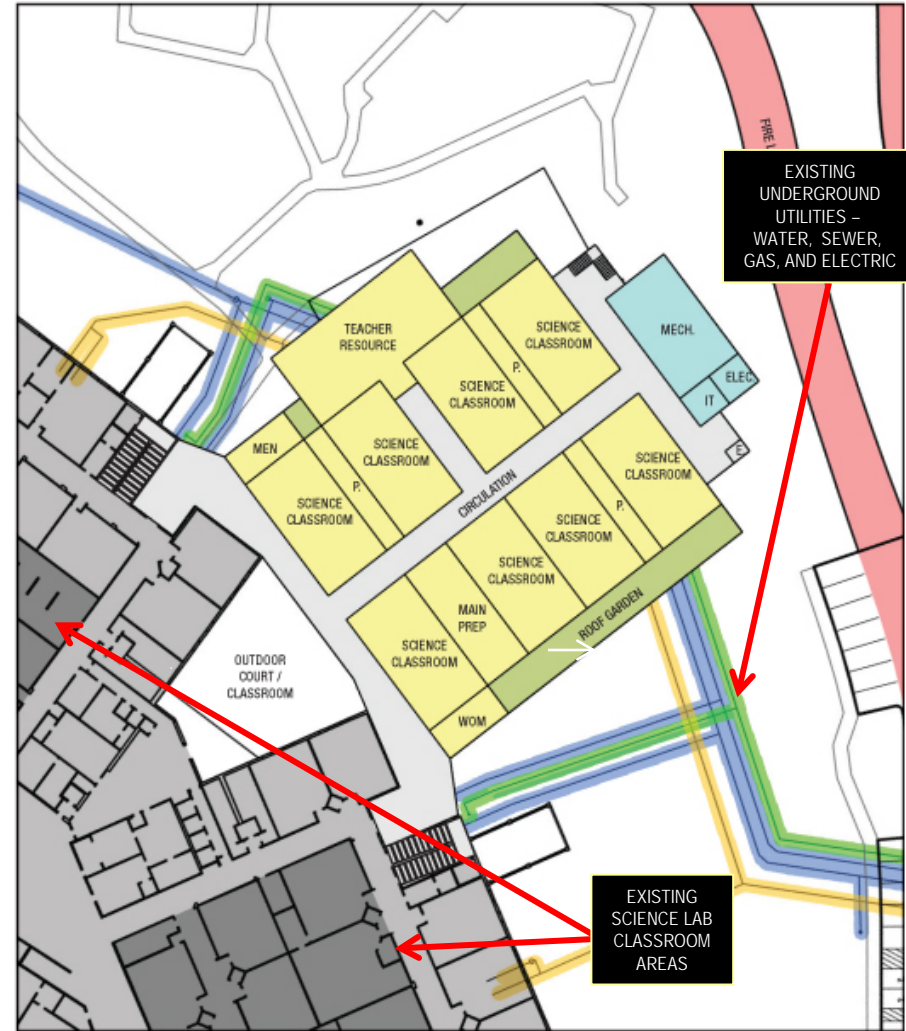 FIRE L
EXISTING
UNDERGROUND
UTILITIES –
WATER, SEWER,
GAS, AND ELECTRIC
TEACHER
RESOURCE
SCIENCE
CLASSROOM
P.
SCIENCE
CLASSROOM
MECH.
ELEC.
IT
E.
MEN
SCIENCE
CLASSROOM
P.
SCIENCE
CLASSROOM
CIRCULATION
SCIENCE
CLASSROOM
P.
SCIENCE
CLASSROOM
SCIENCE
CLASSROOM
MAIN
PREP
SCIENCE
CLASSROOM
ROOF GARDEN
WOM
OUTDOOR
COURT /
CLASSROOM
EXISTING
SCIENCE LAB
CLASSROOM
AREAS